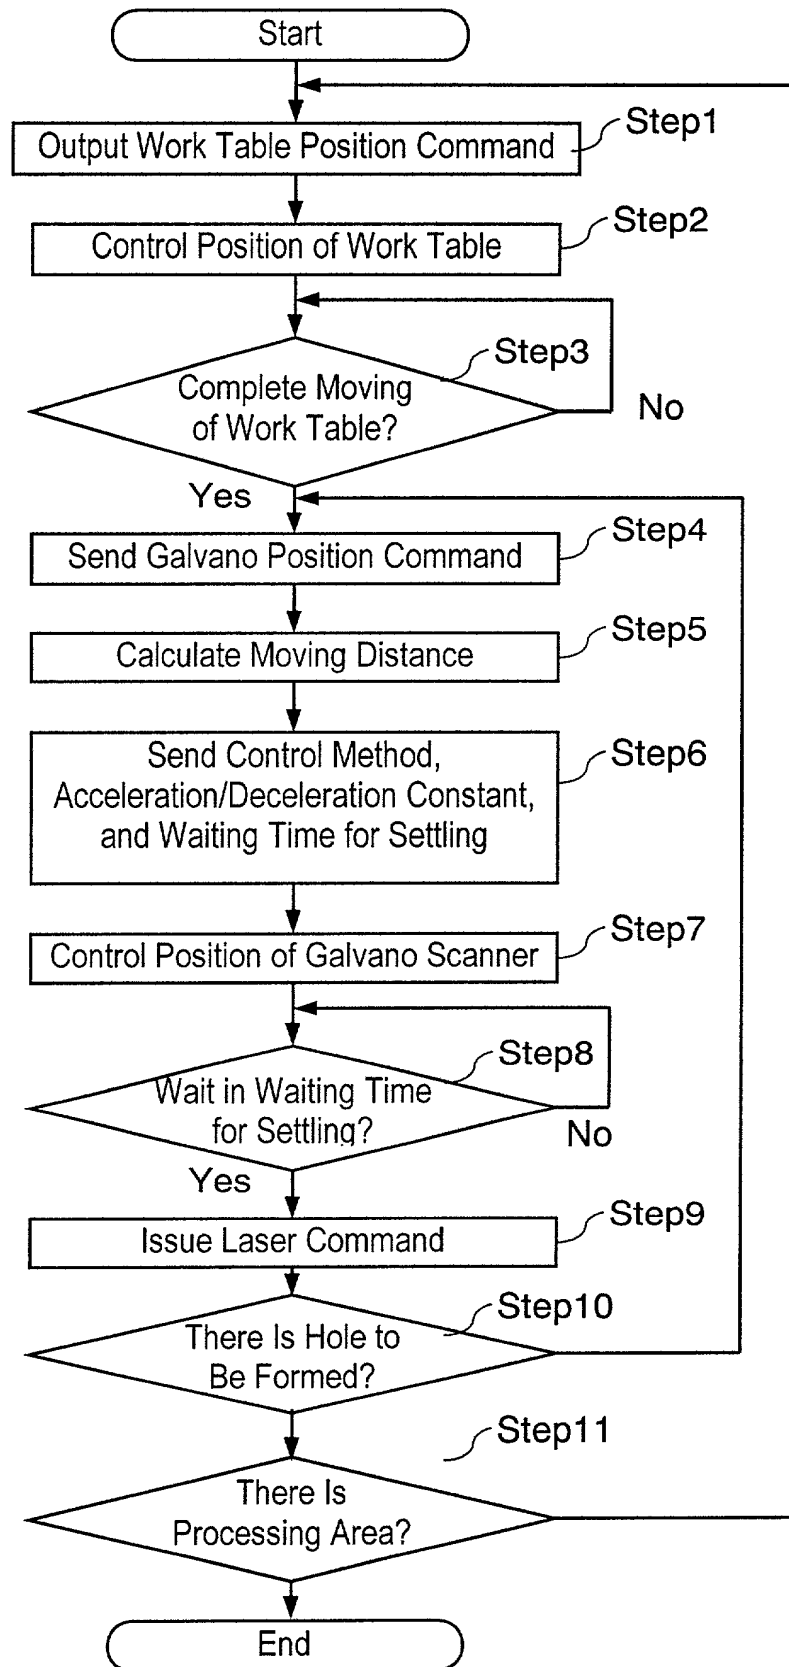 Start
Output Work Table Position Command
Step1
Control Position of Work Table
Step2
Step3
Complete Moving
of Work Table?
No
Yes
Send Galvano Position Command
Step4
Calculate Moving Distance
Step5
Send Control Method,
Acceleration/Deceleration Constant,
and Waiting Time for Settling
Step6
Control Position of Galvano Scanner
Step7
Step8
Wait in Waiting Time
for Settling?
No
Yes
Issue Laser Command
Step9
Step10
There Is Hole to
Be Formed?
Step11
There Is
Processing Area?
End